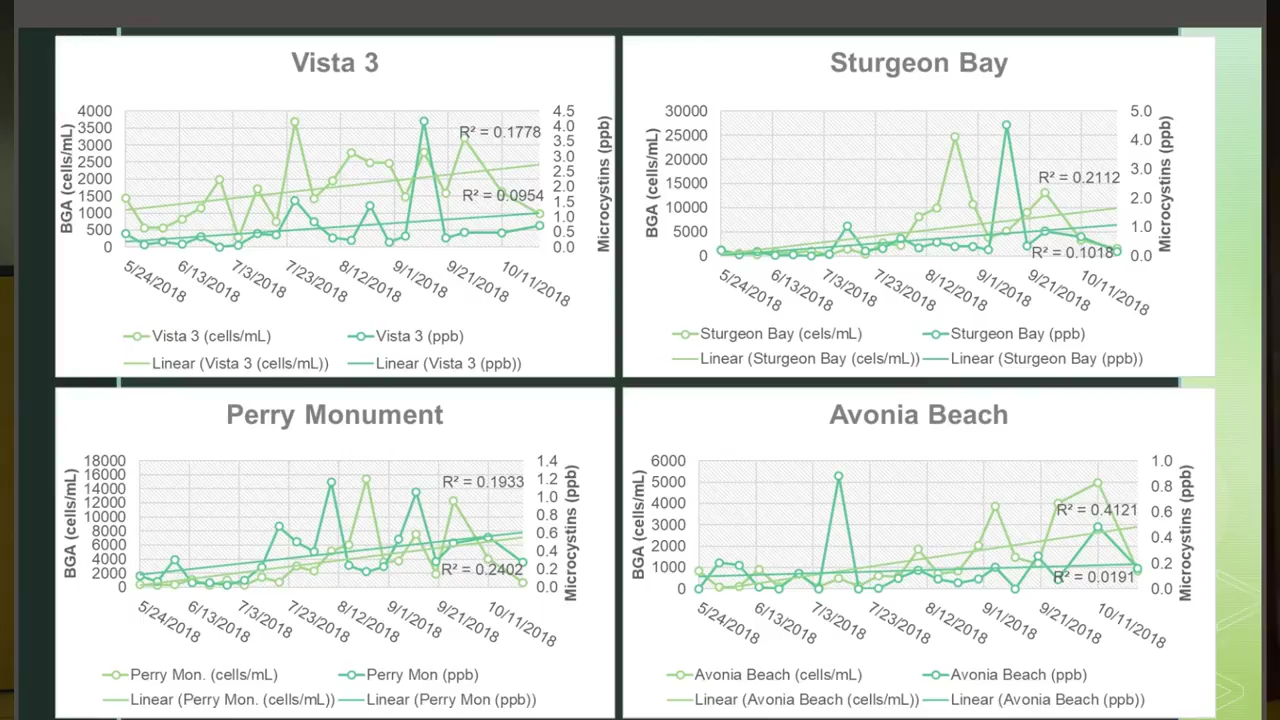 Vista 3
BGA (cells/mL)
4000
3500
3000
2500
2000
1500
1000
500
0
R² = 0.1778
R² = 0.0954
4.5
4.0
3.5
3.0
2.5
2.0
1.5
1.0
0.5
0.0
Microcystins (ppb)
5/24/2018 6/13/2018 7/3/2018 7/23/2018 8/12/2018 9/1/2018 9/21/2018 10/11/2018
Vista 3 (cells/mL) Vista 3 (ppb)
Linear (Vista 3 (cells/mL)) Linear (Vista 3 (ppb))
Sturgeon Bay
BGA (cells/mL)
30000
25000
20000
15000
10000
5000
0
R² = 0.2112
R² = 0.1018
5.0
4.0
3.0
2.0
1.0
0.0
Microcystins (ppb)
5/24/2018 6/13/2018 7/3/2018 7/23/2018 8/12/2018 9/1/2018 9/21/2018 10/11/2018
Sturgeon Bay (cels/mL) Sturgeon Bay (ppb)
Linear (Sturgeon Bay (cels/mL)) Linear (Sturgeon Bay (ppb))
Perry Monument
BGA (cells/mL)
18000
16000
14000
12000
10000
8000
6000
4000
2000
0
R² = 0.1933
R² = 0.2402
1.4
1.2
1.0
0.8
0.6
0.4
0.2
0.0
Microcystins (ppb)
5/24/2018 6/13/2018 7/3/2018 7/23/2018 8/12/2018 9/1/2018 9/21/2018 10/11/2018
Perry Mon. (cells/mL) Perry Mon (ppb)
Linear (Perry Mon. (cells/mL)) Linear (Perry Mon (ppb))
Avonia Beach
BGA (cells/mL)
6000
5000
4000
3000
2000
1000
0
R² = 0.4121
R² = 0.0191
1.0
0.8
0.6
0.4
0.2
0.0
Microcystins (ppb)
5/24/2018 6/13/2018 7/3/2018 7/23/2018 8/12/2018 9/1/2018 9/21/2018 10/11/2018
Avonia Beach (cells/mL) Avonia Beach (ppb)
Linear (Avonia Beach (cells/mL)) Linear (Avonia Beach (ppb))